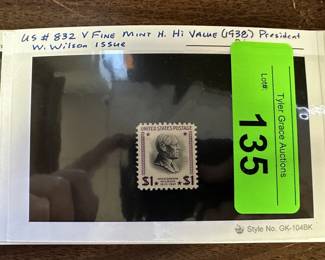 US # 832 V FINE MINT H. HI VALUE (1938) President
W. Wilson ISSUE
UNITED STATES POSTAGE
$1 $1
Lot#
135
Tyler Grace Auctions
Style No. GK-104BK